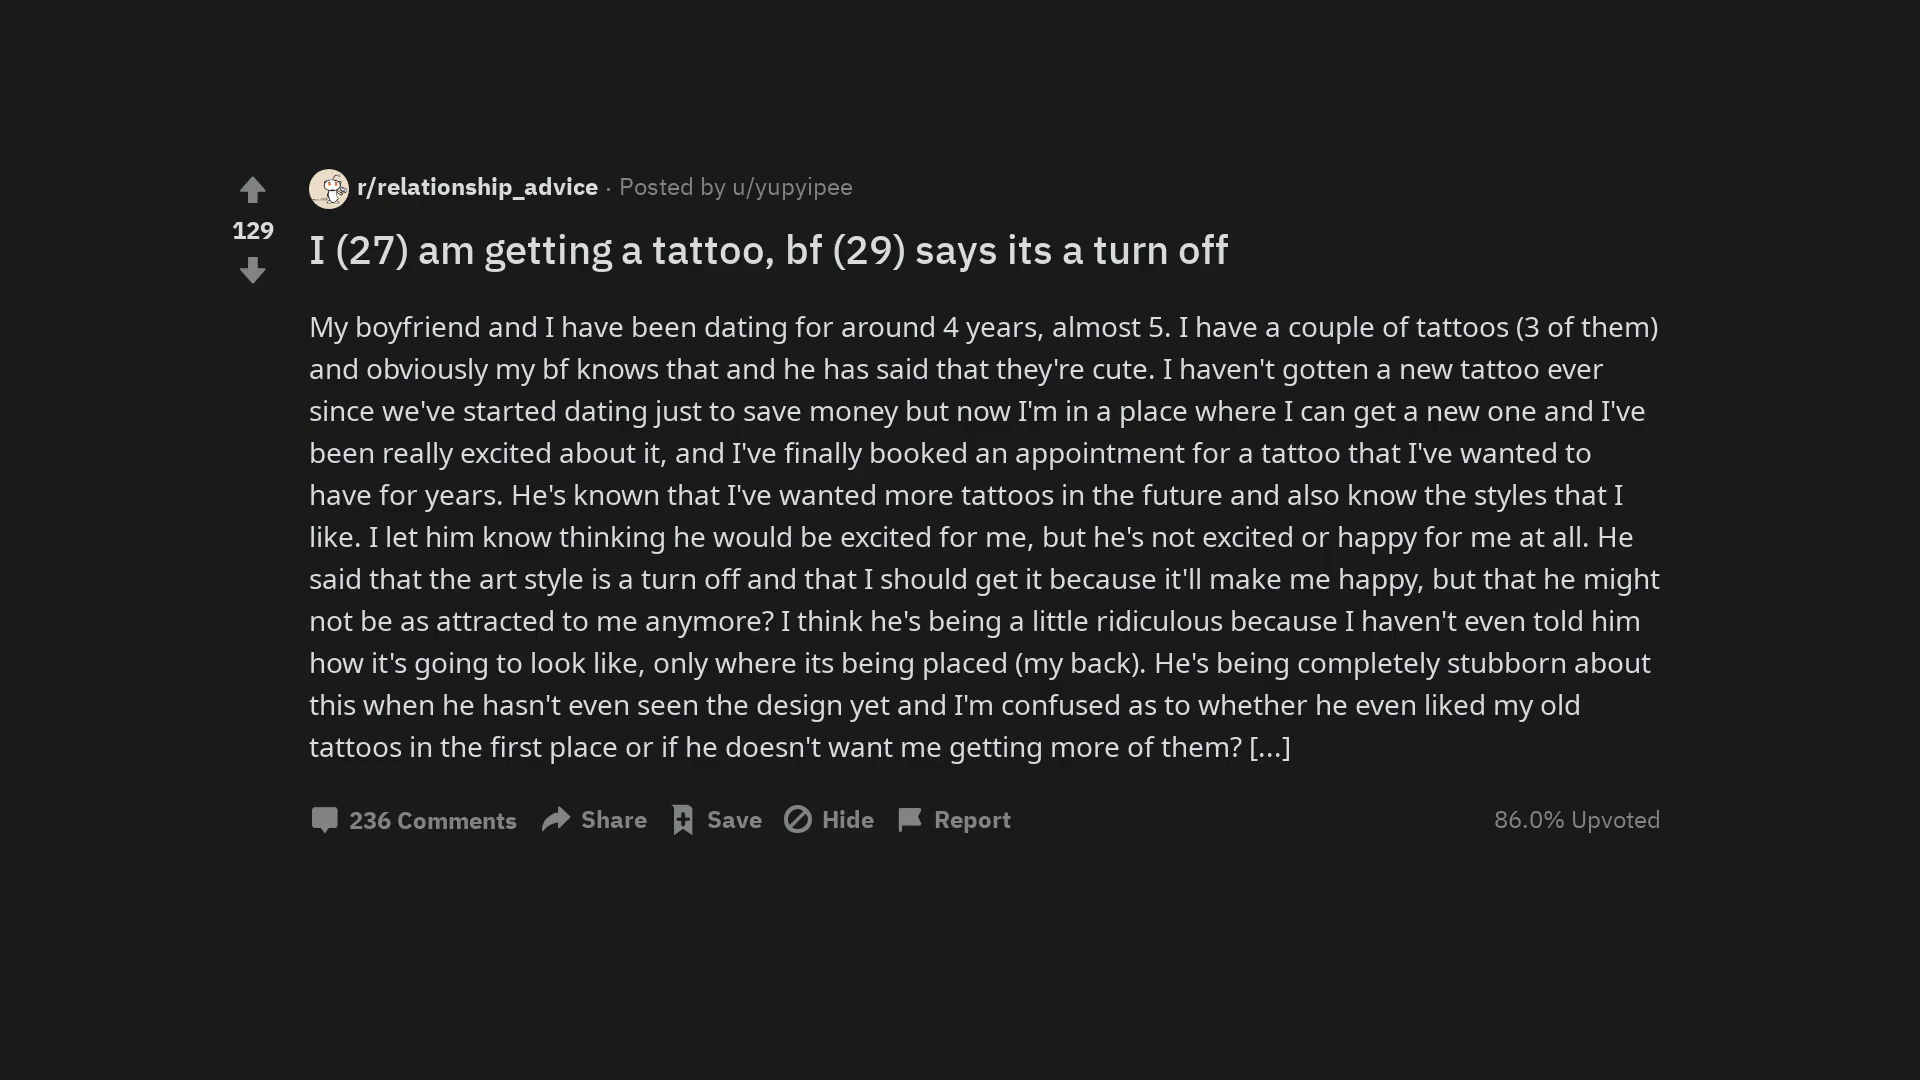 r/relationship_advice · Posted by u/yupyipee
129
I (27) am getting a tattoo, bf (29) says its a turn off
My boyfriend and I have been dating for around 4 years, almost 5. I have a couple of tattoos (3 of them)
and obviously my bf knows that and he has said that they're cute. I haven't gotten a new tattoo ever
since we've started dating just to save money but now I'm in a place where I can get a new one and I've
been really excited about it, and I've finally booked an appointment for a tattoo that I've wanted to
have for years. He's known that I've wanted more tattoos in the future and also know the styles that I
like. I let him know thinking he would be excited for me, but he's not excited or happy for me at all. He
said that the art style is a turn off and that I should get it because it'll make me happy, but that he might
not be as attracted to me anymore? I think he's being a little ridiculous because I haven't even told him
how it's going to look like, only where its being placed (my back). He's being completely stubborn about
this when he hasn't even seen the design yet and I'm confused as to whether he even liked my old
tattoos in the first place or if he doesn't want me getting more of them? [...]
236 Comments Share Save Hide Report 86.0% Upvoted